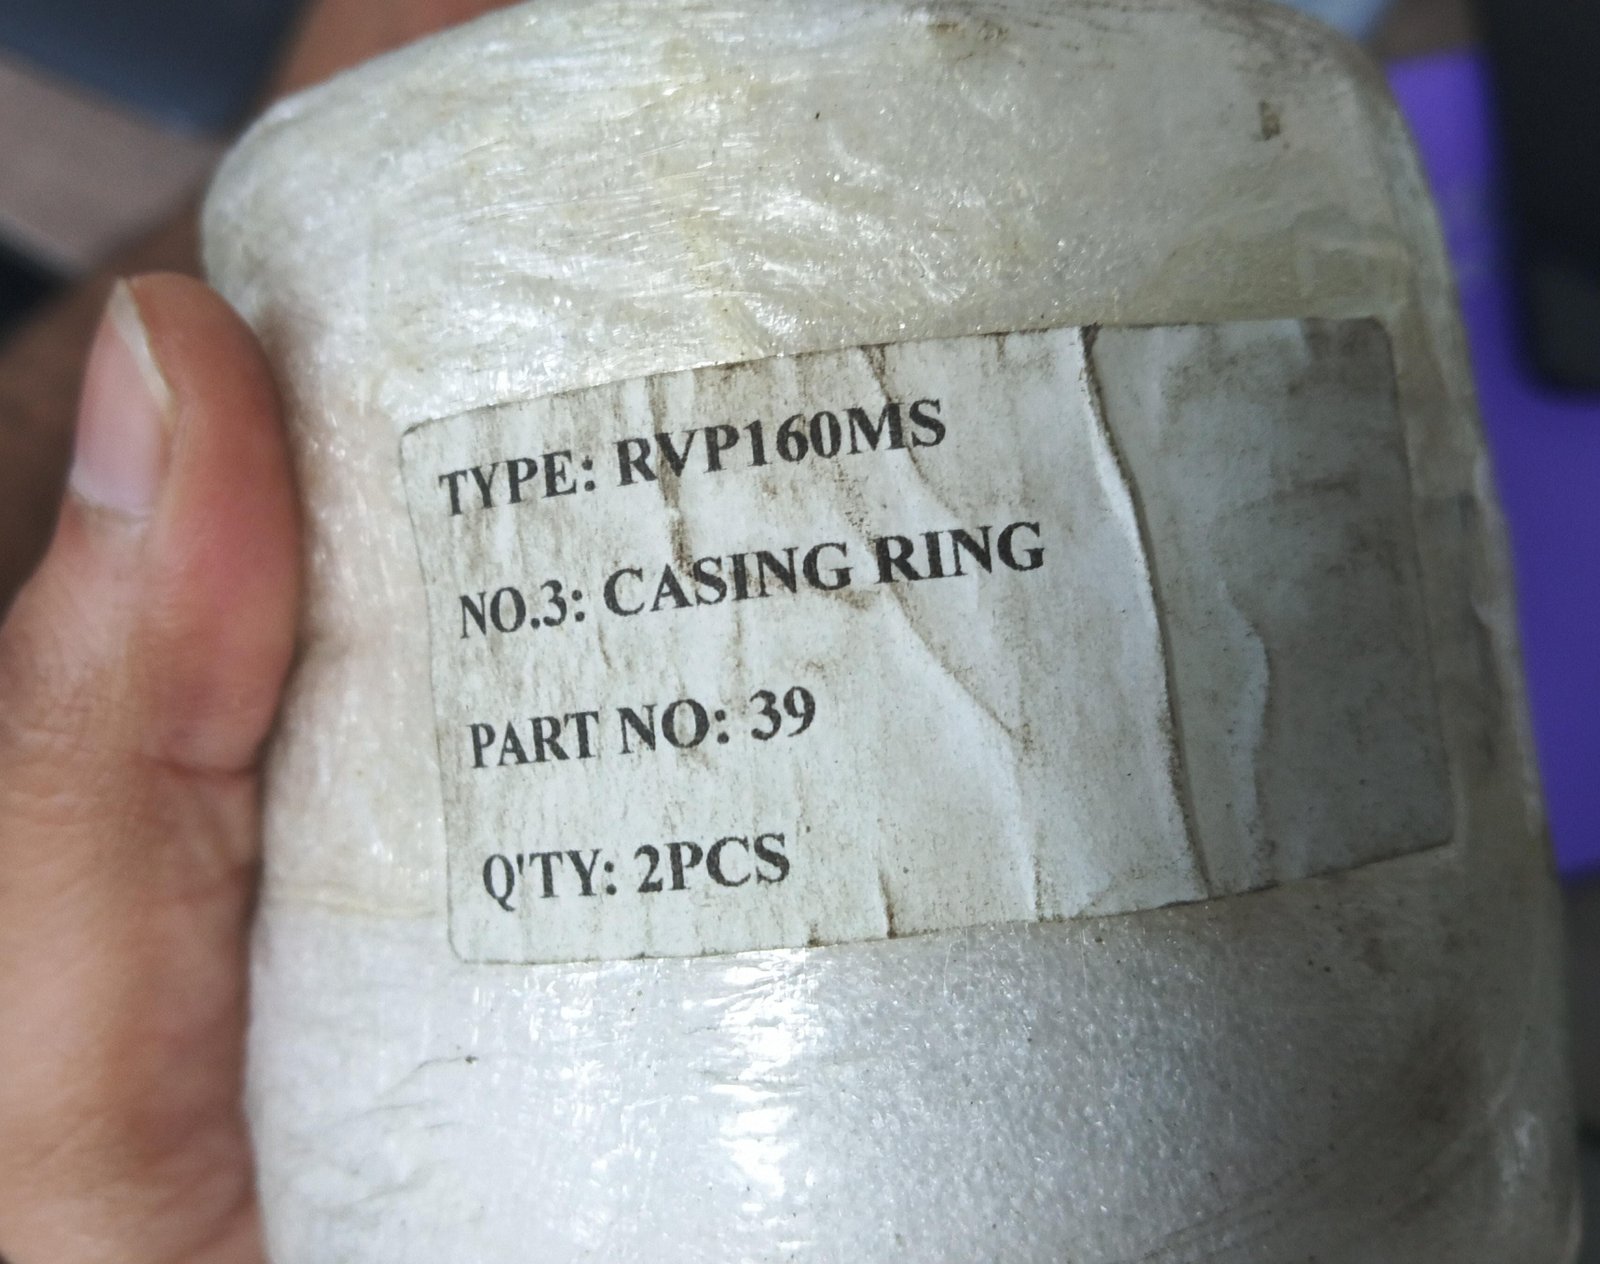 TYPE: RVP160MS
NO.3: CASING RING
PART NO: 39
Q'TY: 2PCS